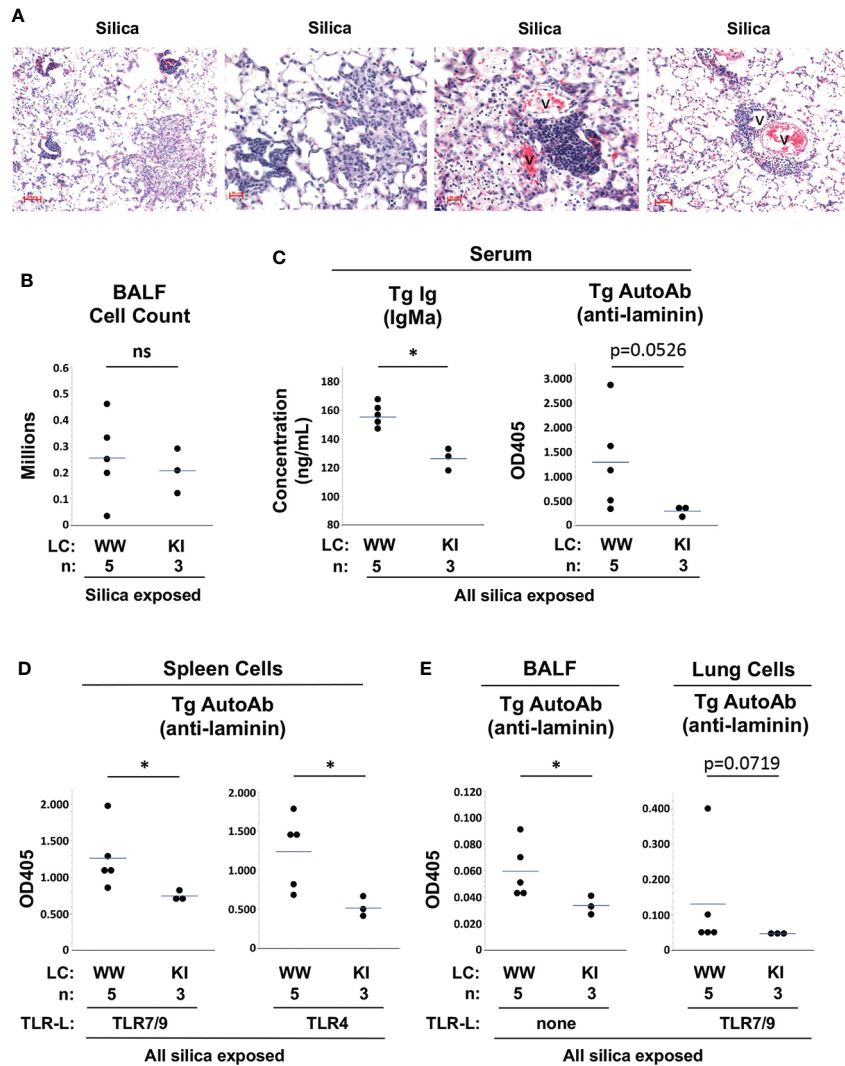 A
Silica Silica Silica Silica
V V V V
B
BALF
Cell Count
ns
0.6
0.5
0.4
0.3
0.2
0.1
0
Millions
LC: WW KI
n: 5 3
Silica exposed
C
Serum
Tg Ig
(IgMa)
*
180
160
140
120
100
80
Concentration
(ng/mL)
LC: WW KI
n: 5 3
Tg AutoAb
(anti-laminin)
p=0.0526
3.000
2.500
2.000
1.500
1.000
0.500
0
OD405
WW KI
5 3
All silica exposed
D
Spleen Cells
Tg AutoAb
(anti-laminin)
*
2.000
1.500
1.000
0.500
0
OD405
*
2.000
1.500
1.000
0.500
0
LC: WW KI WW KI
n: 5 3 5 3
TLR-L: TLR7/9 TLR4
All silica exposed
E
BALF
Tg AutoAb
(anti-laminin)
*
0.120
0.100
0.080
0.060
0.040
0.020
0
OD405
Lung Cells
Tg AutoAb
(anti-laminin)
p=0.0719
0.400
0.300
0.200
0.100
0
LC: WW KI WW KI
n: 5 3 5 3
TLR-L: none TLR7/9
All silica exposed